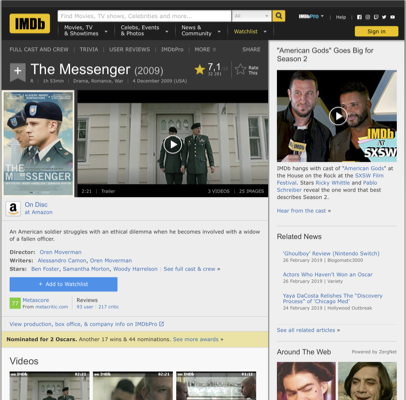 IMDb
Find Movies, TV shows, Celebrities and more...
All
IMDbPro
Help
Movies, TV
& Showtimes
Celebs, Events
& Photos
News &
Community
Watchlist
Sign in
FULL CAST AND CREW | TRIVIA | USER REVIEWS | IMDbPro | MORE
SHARE
The Messenger (2009)
7,1
Rate
This
R | 1h 53min | Drama, Romance, War | 4 December 2009 (USA)
THE
MESSENGER
2:21 | Trailer
3 VIDEOS | 25 IMAGES
On Disc
at Amazon
An American soldier struggles with an ethical dilemma when he becomes involved with a widow
of a fallen officer.
Director: Oren Moverman
Writers: Alessandro Camon, Oren Moverman
Stars: Ben Foster, Samantha Morton, Woody Harrelson | See full cast & crew »
+ Add to Watchlist
77
Metascore
From metacritic.com
Reviews
93 user | 217 critic
View production, box office, & company info on IMDbPro
Nominated for 2 Oscars. Another 17 wins & 44 nominations. See more awards »
Videos
02:21
02:21
"American Gods" Goes Big for
Season 2
IMDb
at
SXSW
IMDb hangs with cast of "American Gods" at
the House on the Rock at the SXSW Film
Festival. Stars Ricky Whittle and Pablo
Schreiber reveal the one word that best
describes Season 2.
Hear from the cast »
Related News
'Ghoulboy' Review (Nintendo Switch)
26 February 2019 | Biogamatic3000
Actors Who Haven't Won an Oscar
26 February 2019 | Variety
Yaya DaCosta Relishes The "Discovery
Process" of 'Chicago Med'
24 February 2019 | Hollywood Outbreak
See all related articles »
Around The Web
Powered by ZergNet